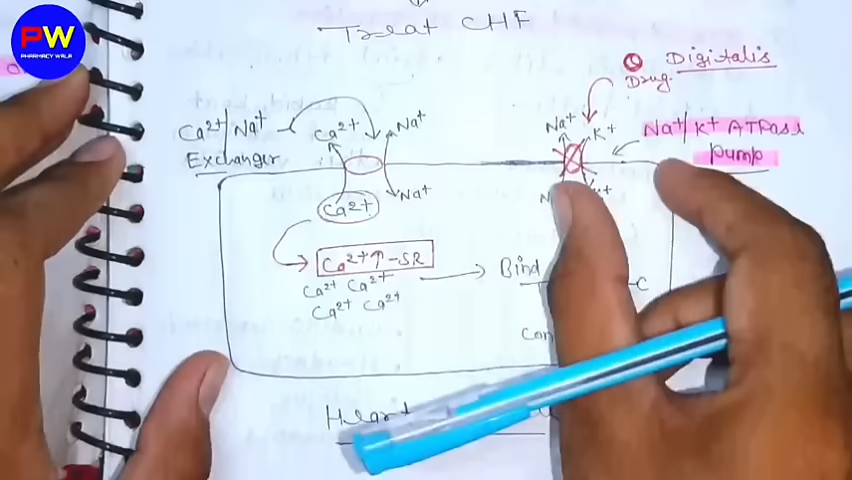 PW
PHARMACY WALA
Treat CHF
Digitalis
Drug.
Ca²⁺/Na⁺
Exchanger
Ca²⁺
Na⁺
Na⁺
K⁺
Na⁺/K⁺ ATPase
Pump
Ca²⁺
Na⁺
Ca²⁺↑-SR
Ca²⁺ Ca²⁺
Ca²⁺ Ca²⁺
Bind
C
Heart